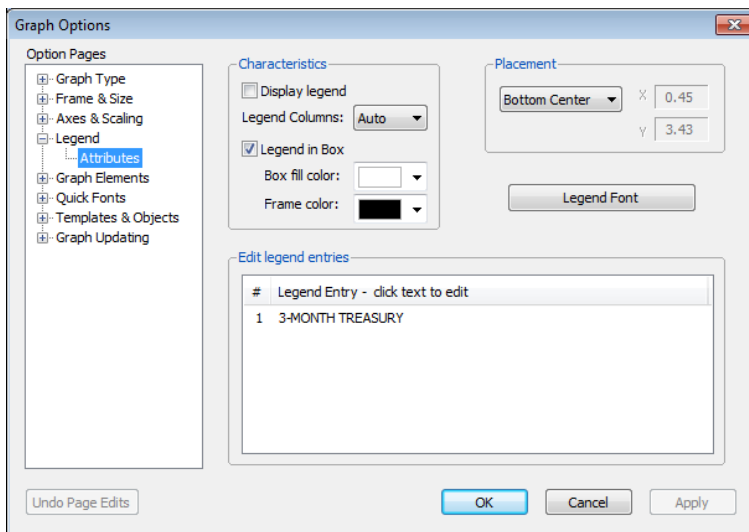 Graph Options
Option Pages
Graph Type
Frame & Size
Axes & Scaling
Legend
Attributes
Graph Elements
Quick Fonts
Templates & Objects
Graph Updating
Characteristics
Display legend
Legend Columns: Auto
Legend in Box
Box fill color:
Frame color:
Placement
Bottom Center
X 0.45
Y 3.43
Legend Font
Edit legend entries
# Legend Entry - click text to edit
1 3-MONTH TREASURY
Undo Page Edits
OK
Cancel
Apply